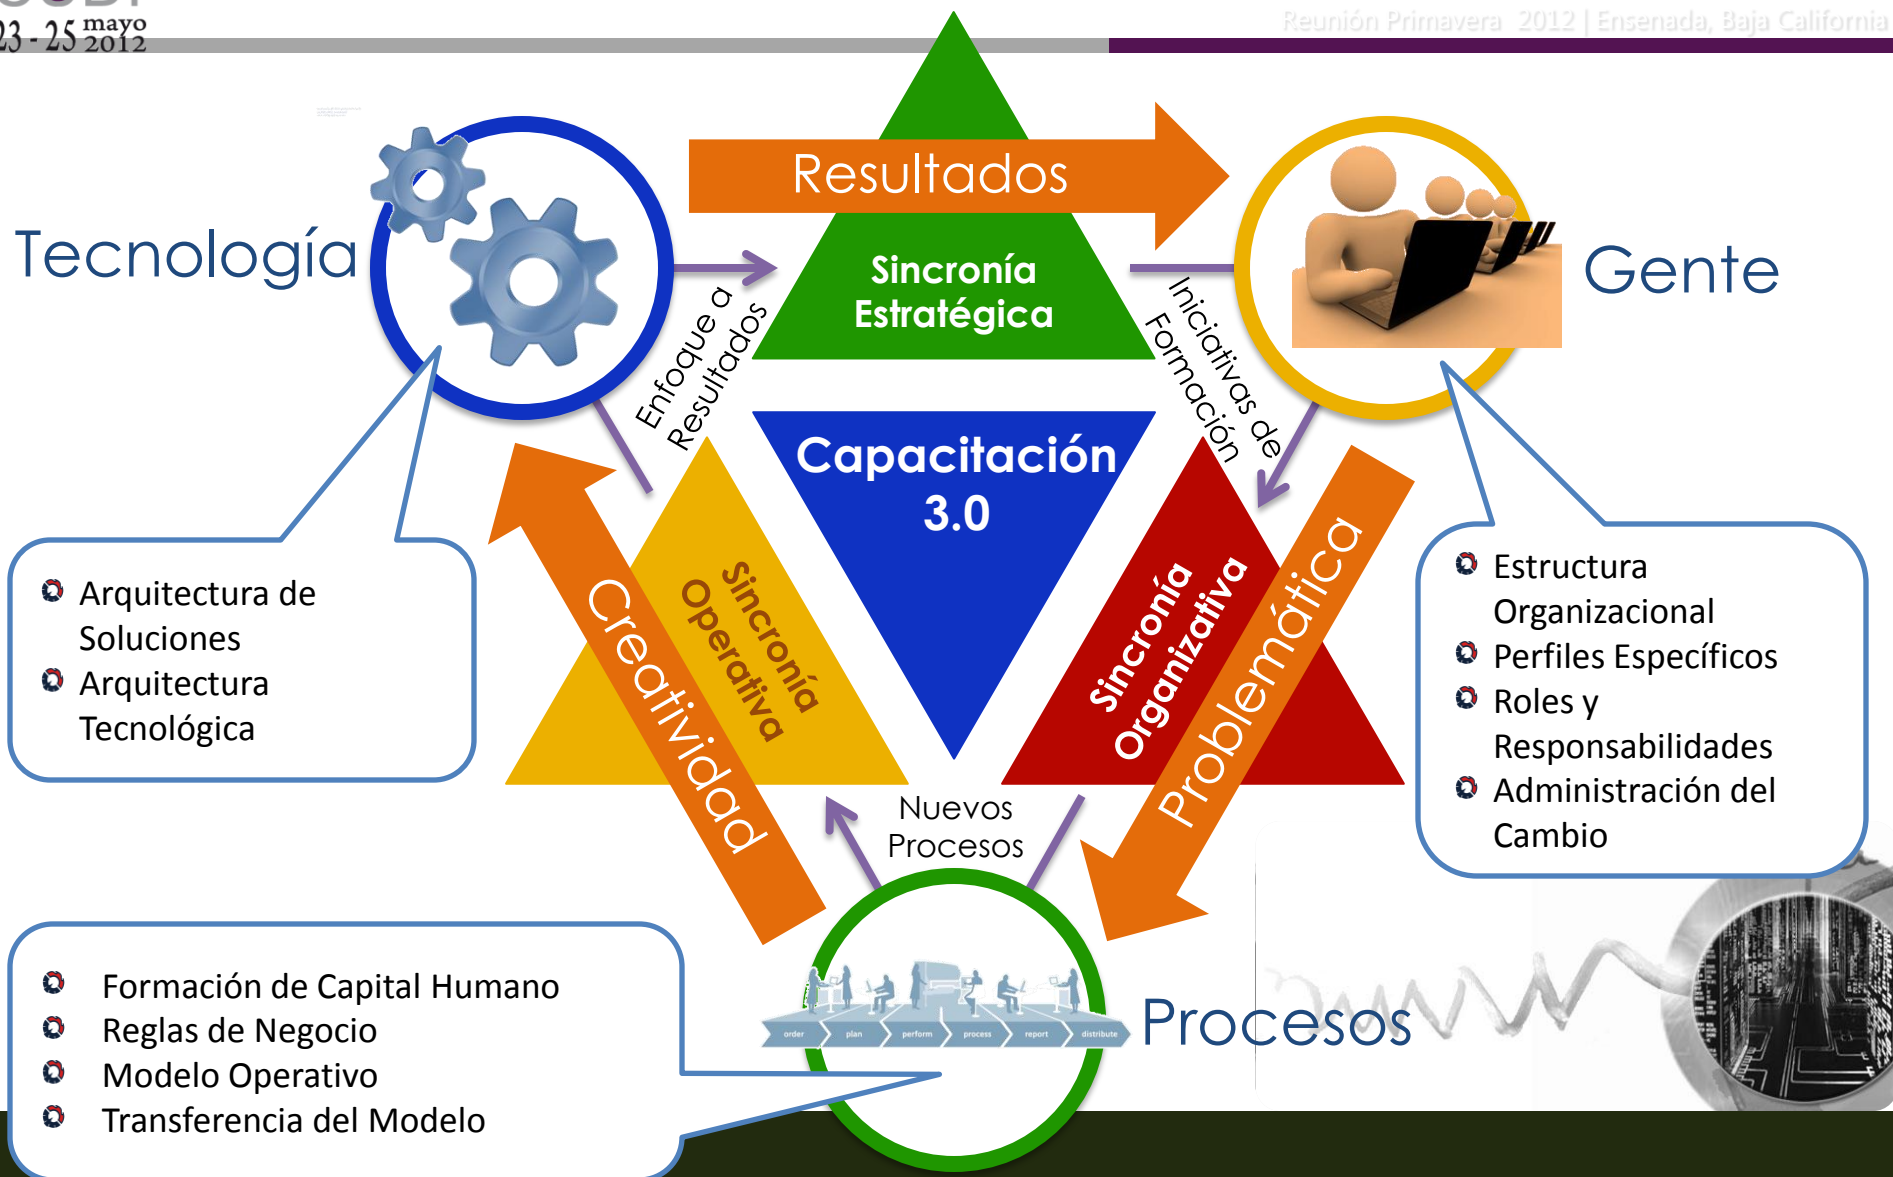 23 - 25 mayo 2012
Reunión Primavera 2012 | Ensenada, Baja California
Resultados
Tecnología
Sincronía
Estratégica
Gente
Enfoque a
Resultados
Iniciativas de
Formación
Capacitación
3.0
Creatividad
Sincronía
Operativa
Sincronía
Organizativa
Problemática
Arquitectura de
Soluciones
Arquitectura
Tecnológica
Estructura
Organizacional
Perfiles Específicos
Roles y
Responsabilidades
Administración del
Cambio
Nuevos
Procesos
Formación de Capital Humano
Reglas de Negocio
Modelo Operativo
Transferencia del Modelo
order plan perform process report distribute
Procesos